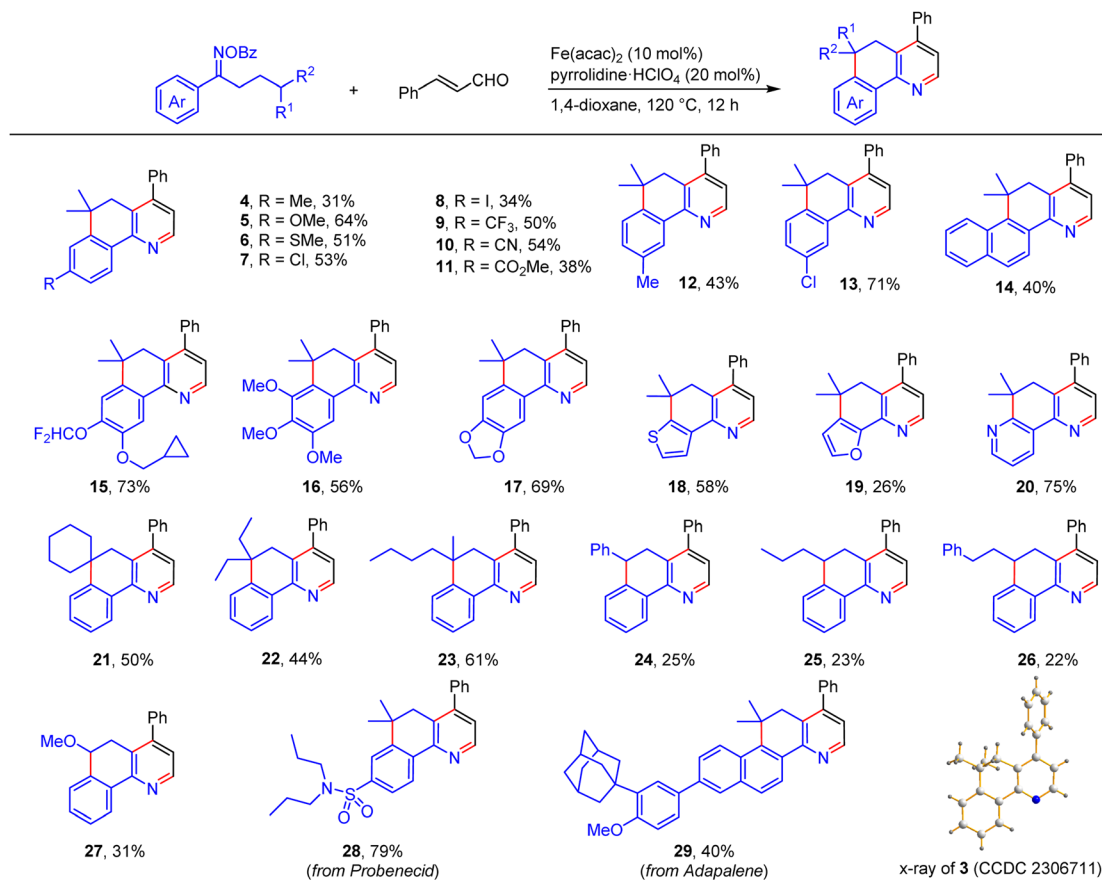 NOBz
Ar
R²
R¹
+
Ph
CHO
Fe(acac)₂ (10 mol%)
pyrrolidine·HClO₄ (20 mol%)
1,4-dioxane, 120 °C, 12 h
R¹
R²
Ph
N
Ar
Ph
N
R
4, R = Me, 31%
5, R = OMe, 64%
6, R = SMe, 51%
7, R = Cl, 53%
8, R = I, 34%
9, R = CF₃, 50%
10, R = CN, 54%
11, R = CO₂Me, 38%
Ph
N
Me
12, 43%
Ph
N
Cl
13, 71%
Ph
N
14, 40%
Ph
N
F₂HCO
O
15, 73%
Ph
N
MeO
MeO
OMe
16, 56%
Ph
N
O
O
17, 69%
Ph
N
S
18, 58%
Ph
N
O
19, 26%
Ph
N
N
20, 75%
Ph
N
21, 50%
Ph
N
22, 44%
Ph
N
23, 61%
Ph
Ph
N
24, 25%
Ph
N
25, 23%
Ph
Ph
N
26, 22%
MeO
Ph
N
27, 31%
Ph
N
N
S
O
O
28, 79%
(from Probenecid)
Ph
N
MeO
29, 40%
(from Adapalene)
x-ray of 3 (CCDC 2306711)